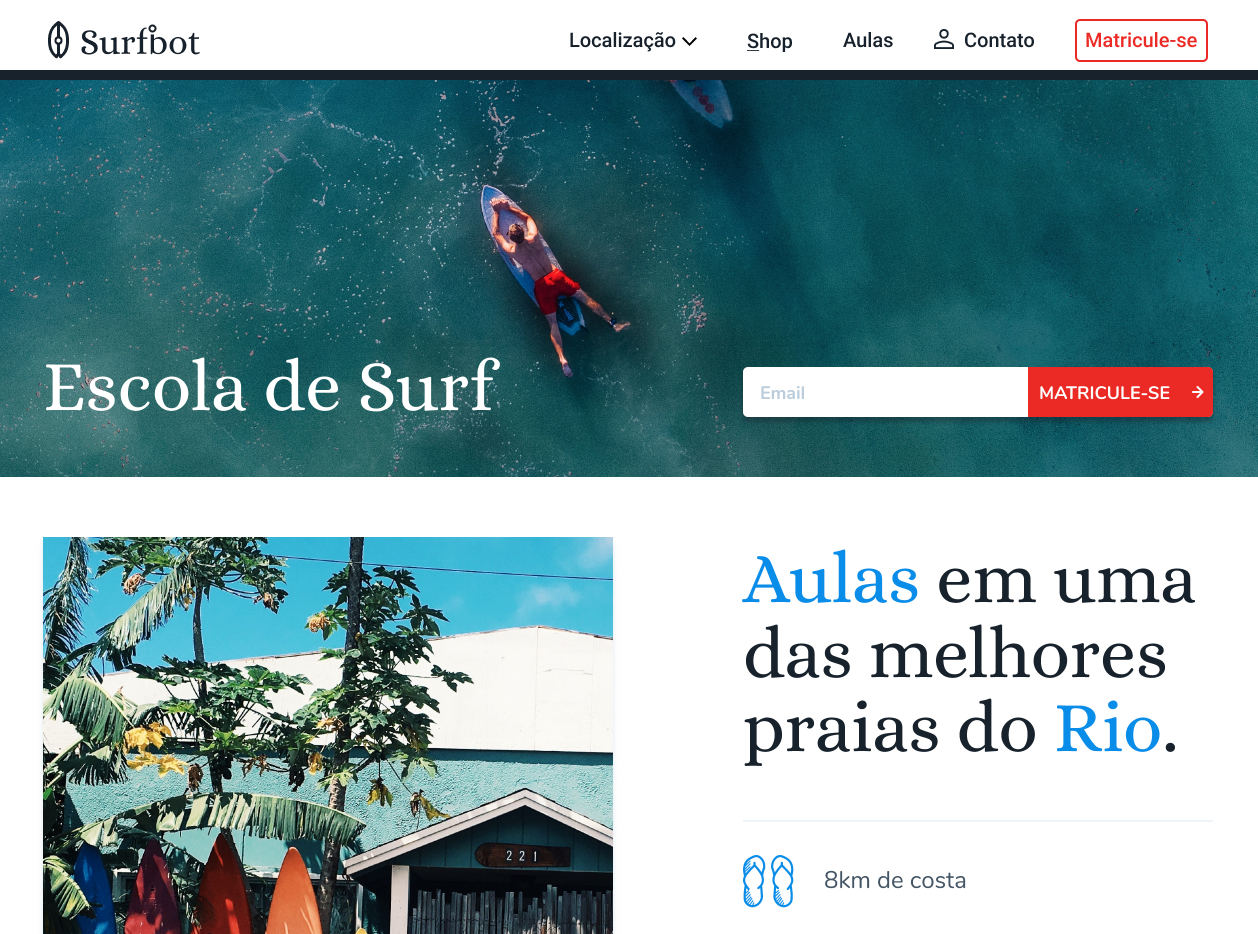 Surfbot
Localização
Shop
Aulas
Contato
Matricule-se
Escola de Surf
Email
MATRICULE-SE
Aulas em uma
das melhores
praias do Rio.
221
8km de costa